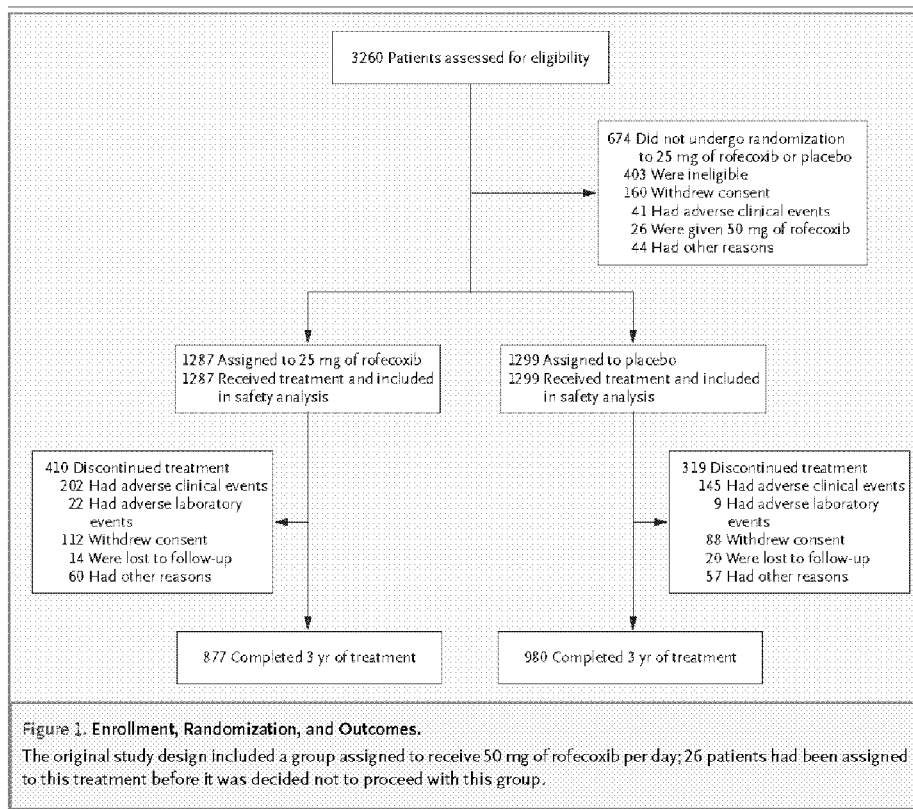 3260 Patients assessed for eligibility
674 Did not undergo randomization
to 25 mg of rofecoxib or placebo
403 Were ineligible
160 Withdrew consent
41 Had adverse clinical events
26 Were given 50 mg of rofecoxib
44 Had other reasons
1287 Assigned to 25 mg of rofecoxib
1287 Received treatment and included
in safety analysis
1299 Assigned to placebo
1299 Received treatment and included
in safety analysis
410 Discontinued treatment
202 Had adverse clinical events
22 Had adverse laboratory
events
112 Withdrew consent
14 Were lost to follow-up
60 Had other reasons
319 Discontinued treatment
145 Had adverse clinical events
9 Had adverse laboratory
events
88 Withdrew consent
20 Were lost to follow-up
57 Had other reasons
877 Completed 3 yr of treatment
980 Completed 3 yr of treatment
Figure 1. Enrollment, Randomization, and Outcomes.
The original study design included a group assigned to receive 50 mg of rofecoxib per day; 26 patients had been assigned
to this treatment before it was decided not to proceed with this group.